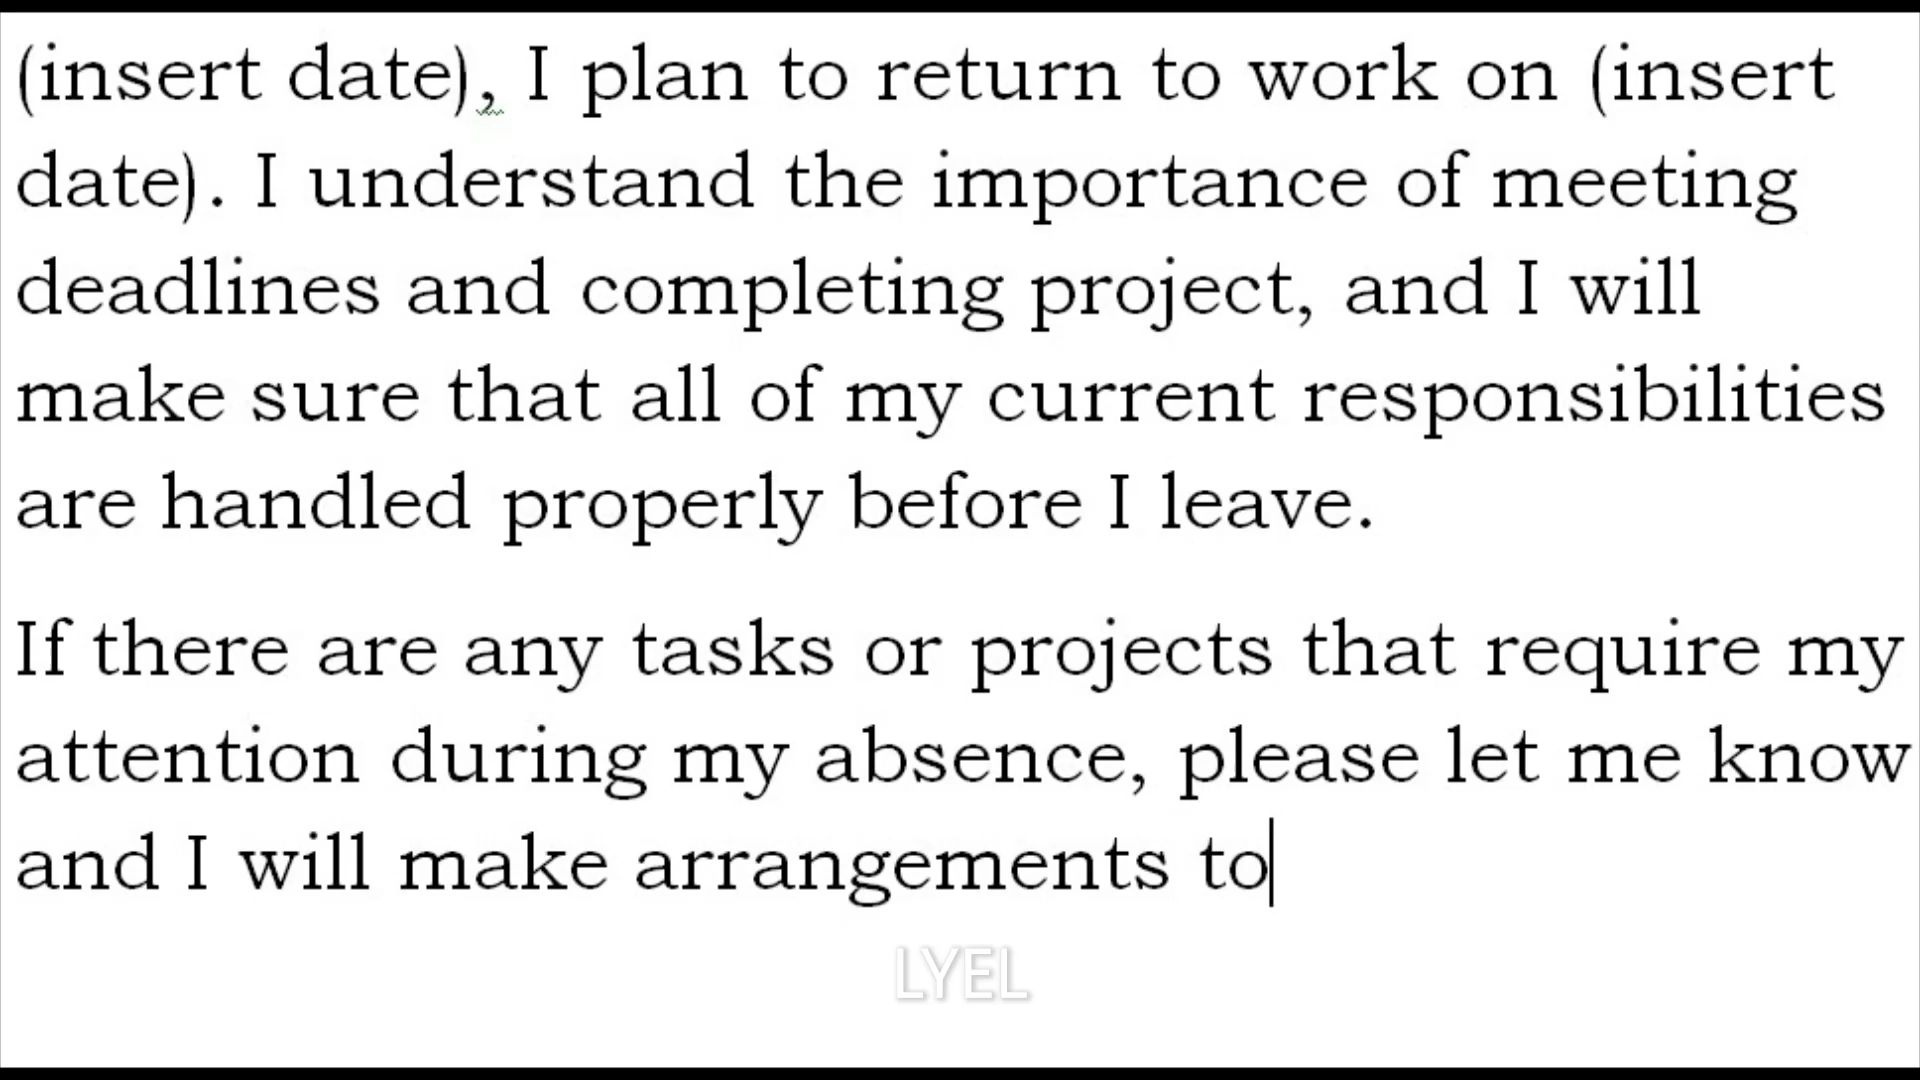 (insert date), I plan to return to work on (insert
date). I understand the importance of meeting
deadlines and completing project, and I will
make sure that all of my current responsibilities
are handled properly before I leave.
If there are any tasks or projects that require my
attention during my absence, please let me know
and I will make arrangements to
LYEL